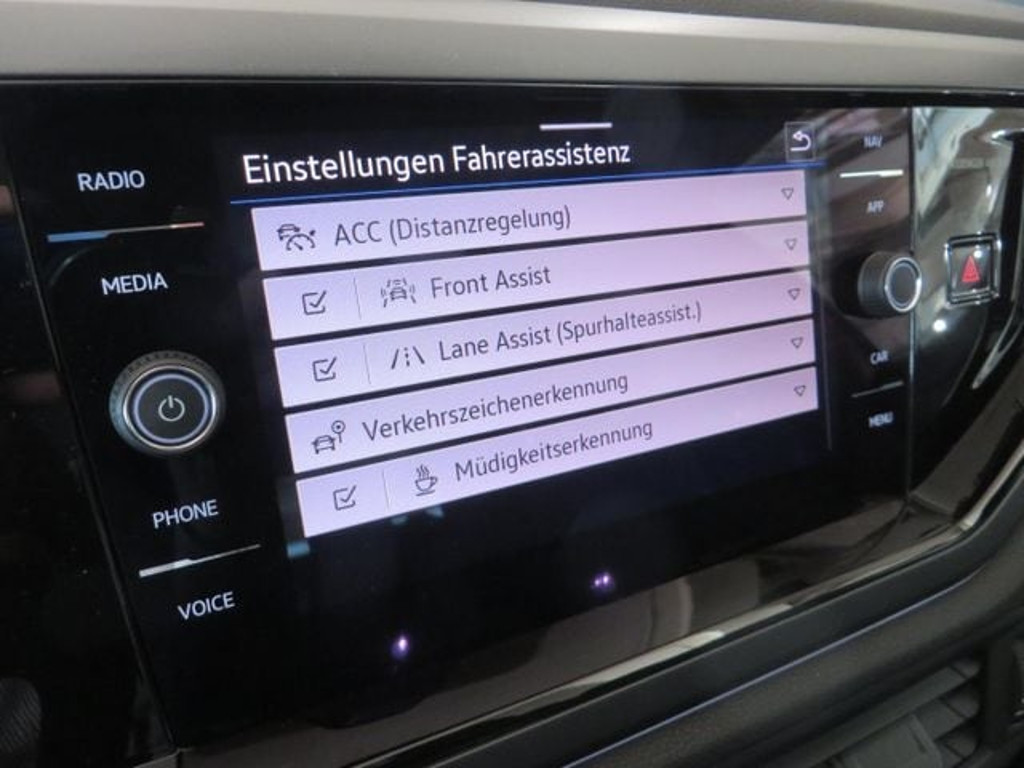 RADIO
MEDIA
PHONE
VOICE
Einstellungen Fahrerassistenz
ACC (Distanzregelung)
Front Assist
Lane Assist (Spurhalteassist.)
Verkehrszeichenerkennung
Müdigkeitserkennung
NAV
APP
CAR
MENU